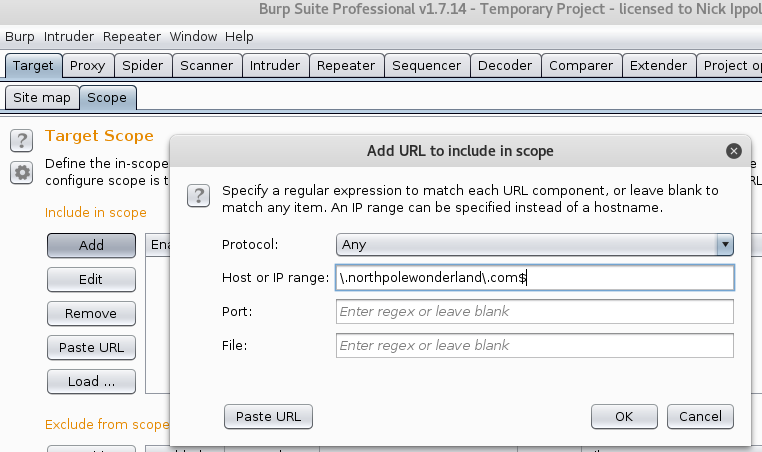 Burp Suite Professional v1.7.14 - Temporary Project - licensed to Nick Ippol
Burp Intruder Repeater Window Help
Target Proxy Spider Scanner Intruder Repeater Sequencer Decoder Comparer Extender Project op
Site map Scope
? Target Scope
Define the in-scope
configure scope is t
Include in scope
Add
Edit
Remove
Paste URL
Load ...
Exclude from scope
Add URL to include in scope
? Specify a regular expression to match each URL component, or leave blank to
match any item. An IP range can be specified instead of a hostname.
Protocol: Any
Host or IP range: \.northpolewonderland\.com$
Port: Enter regex or leave blank
File: Enter regex or leave blank
Paste URL OK Cancel